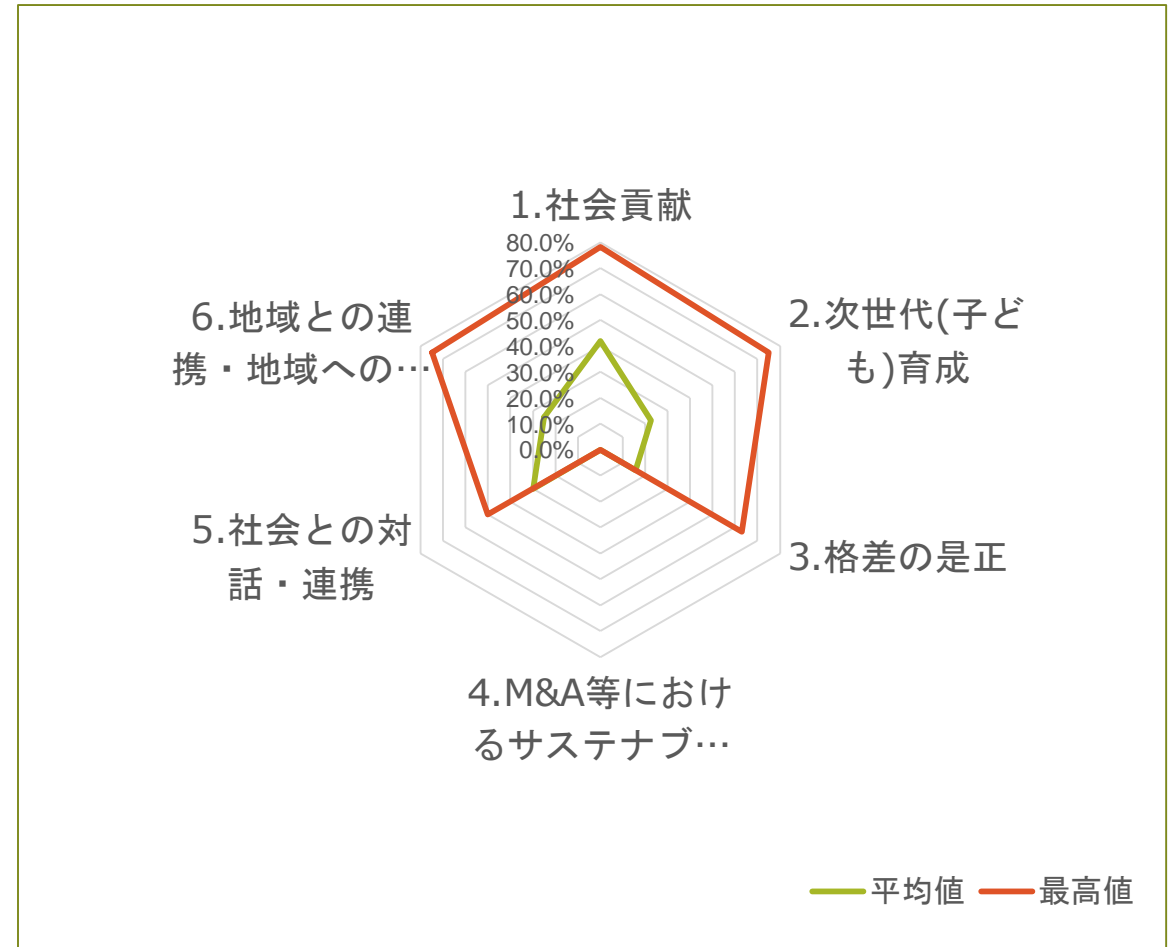 1.社会貢献
80.0%
70.0%
60.0%
50.0%
40.0%
30.0%
20.0%
10.0%
0.0%
2.次世代(子ど
も)育成
3.格差の是正
4.M&A等におけ
るサステナブ…
5.社会との対
話・連携
6.地域との連
携・地域への…
平均値
最高値